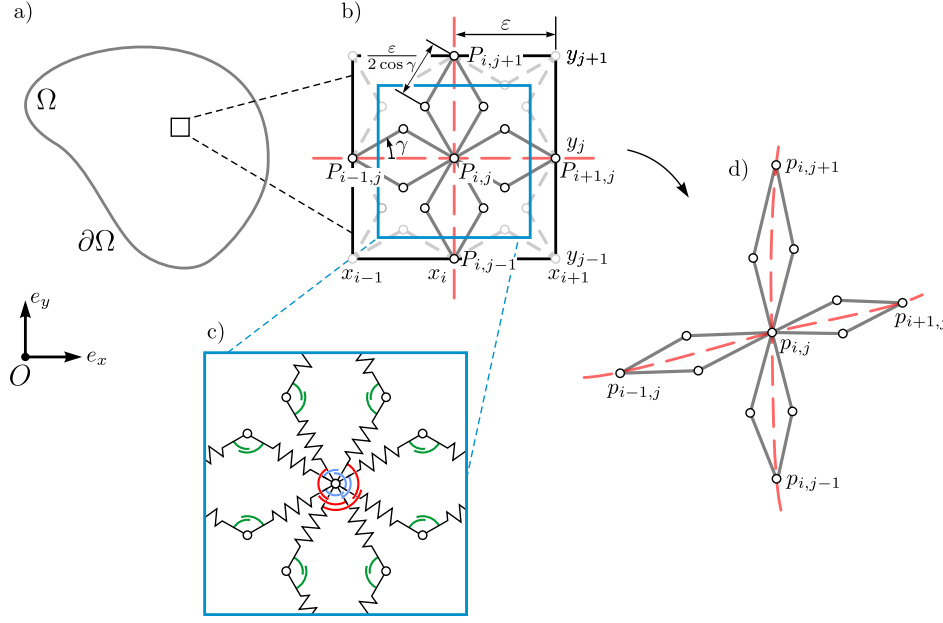 a)
Ω
∂Ω
e_y
e_x
O
b)
ε
ε / 2 cos γ
P_{i,j+1}
y_{j+1}
γ
y_j
P_{i-1,j}
P_{i,j}
P_{i+1,j}
P_{i,j-1}
y_{j-1}
x_{i-1}
x_i
x_{i+1}
c)
d)
p_{i,j+1}
p_{i+1,j}
p_{i,j}
p_{i-1,j}
p_{i,j-1}